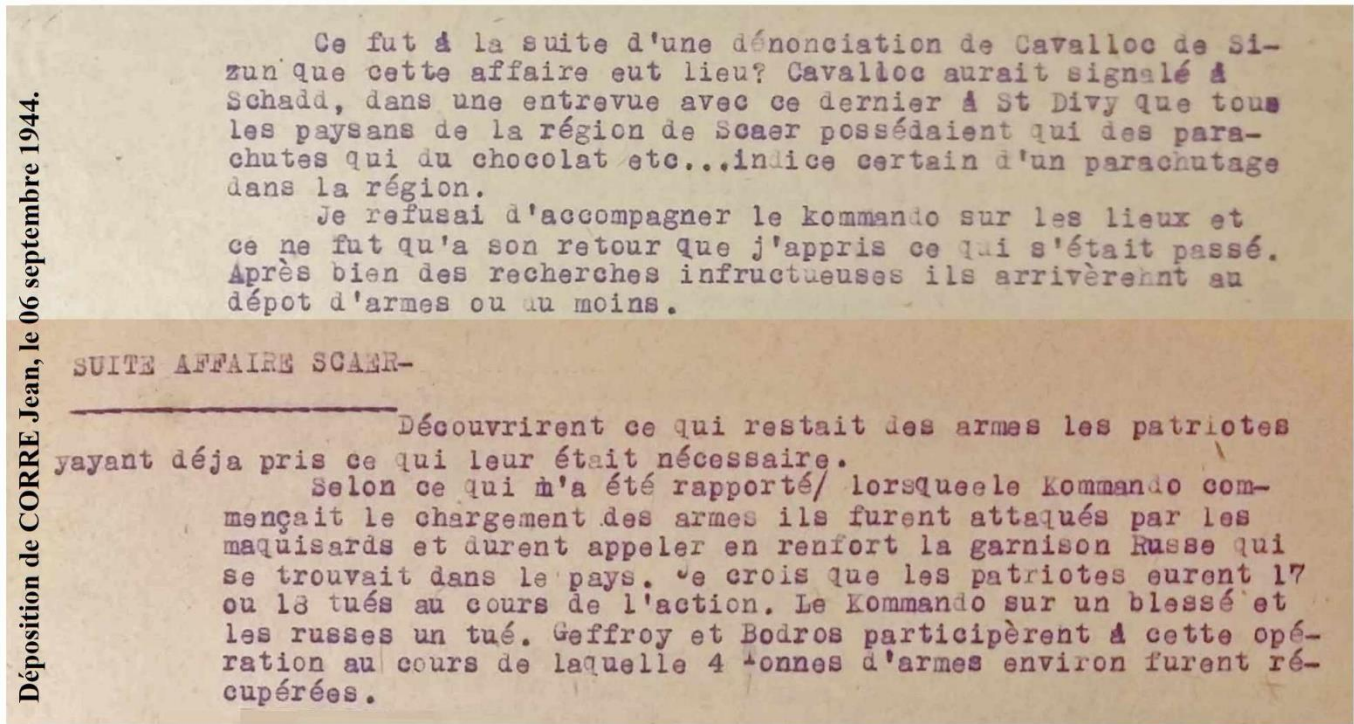 Déposition de CORRE Jean, le 06 septembre 1944.
Ce fut á la suite d'une dénonciation de Cavalloc de Si-
zun que cette affaire eut lieu? Cavalloc aurait signalé á
Schadd, dans une entrevue avec ce dernier á St Divy que tous
les paysans de la région de Scaer possédaient qui des para-
chutes qui du chocolat etc...indice certain d'un parachutage
dans la région.
Je refusai d'accompagner le kommando sur les lieux et
ce ne fut qu'a son retour que j'appris ce qui s'était passé.
Après bien des recherches infructueuses ils arrivèrehnt au
dépot d'armes ou du moins.
SUITE AFFAIRE SCAER-
Découvrirent ce qui restait des armes les patriotes
yayant déja pris ce qui leur était nécessaire.
Selon ce qui m'a été rapporté/ lorsqueele Kommando com-
mençait le chargement des armes ils furent attaqués par les
maquisards et durent appeler en renfort la garnison Russe qui
se trouvait dans le pays. Je crois que les patriotes eurent 17
ou 18 tués au cours de l'action. Le Kommando sur un blessé et
les russes un tué. Geffroy et Bodros participèrent á cette opé-
ration au cours de laquelle 4 tonnes d'armes environ furent ré-
cupérées.